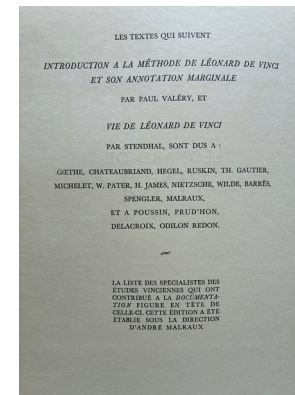 LES TEXTES QUI SUIVENT
INTRODUCTION A LA MÉTHODE DE LÉONARD DE VINCI
ET SON ANNOTATION MARGINALE
PAR PAUL VALÉRY, ET
VIE DE LÉONARD DE VINCI
PAR STENDHAL, SONT DUS A :
GŒTHE, CHATEAUBRIAND, HEGEL, RUSKIN, TH. GAUTIER,
MICHELET, W. PATER, H. JAMES, NIETZSCHE, WILDE, BARRÈS,
SPENGLER, MALRAUX,
ET A POUSSIN, PRUD'HON,
DELACROIX, ODILON REDON.
~
LA LISTE DES SPÉCIALISTES DES
ÉTUDES VINCIENNES QUI ONT
CONTRIBUÉ A LA DOCUMENTA-
TION FIGURE EN TÊTE DE
CELLE-CI. CETTE ÉDITION A ÉTÉ
ÉTABLIE SOUS LA DIRECTION
D'ANDRÉ MALRAUX